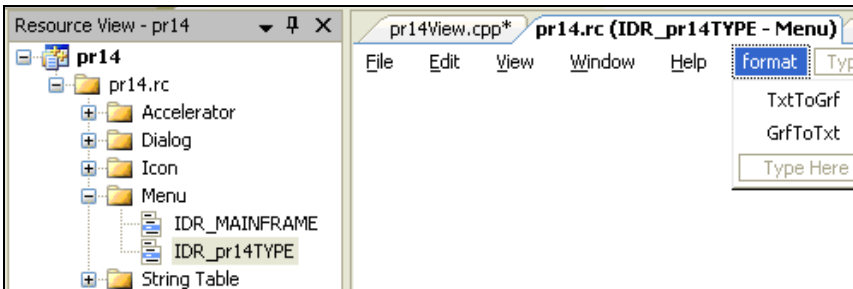 Resource View - pr14
pr14
pr14.rc
Accelerator
Dialog
Icon
Menu
IDR_MAINFRAME
IDR_pr14TYPE
String Table
pr14View.cpp* pr14.rc (IDR_pr14TYPE - Menu)
File Edit View Window Help format Typ
TxtToGrf
GrfToTxt
Type Here